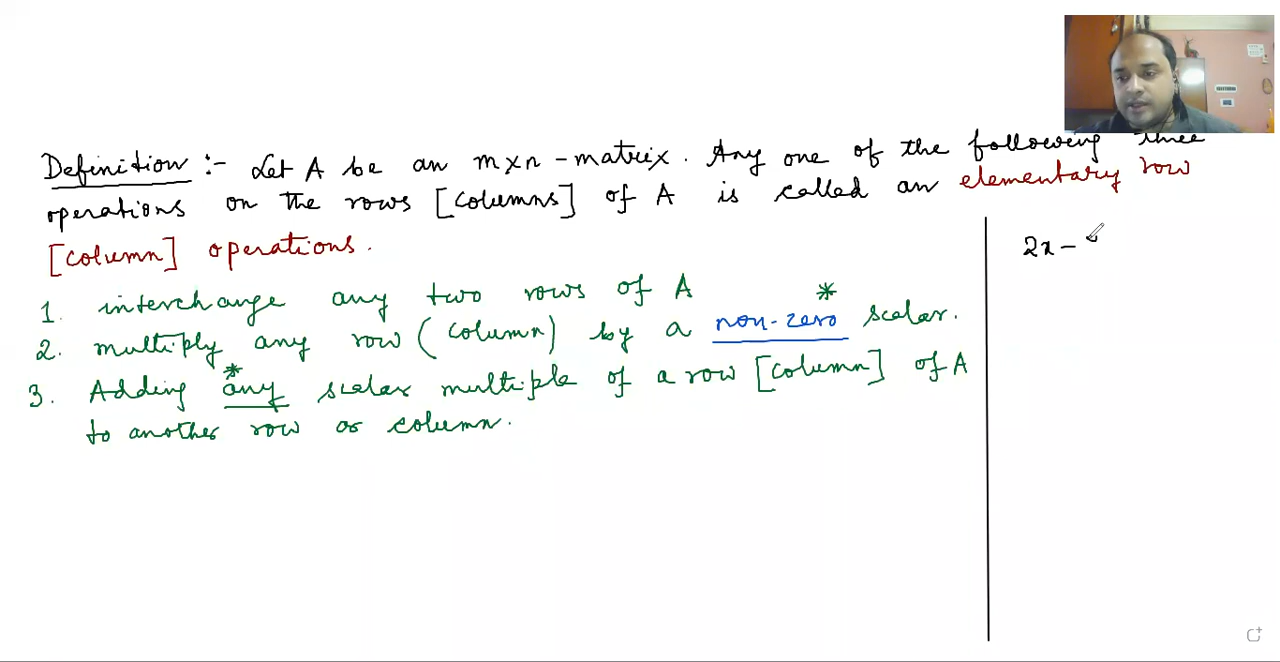 Definition :- Let A be an m×n-matrix. Any one of the following three
operations on the rows [columns] of A is called an elementary row
[column] operations.
1. interchange any two rows of A
2. multiply any row (column) by a non-zero* scalar.
3. Adding any* scalar multiple of a row [column] of A
to another row or column.
2x -